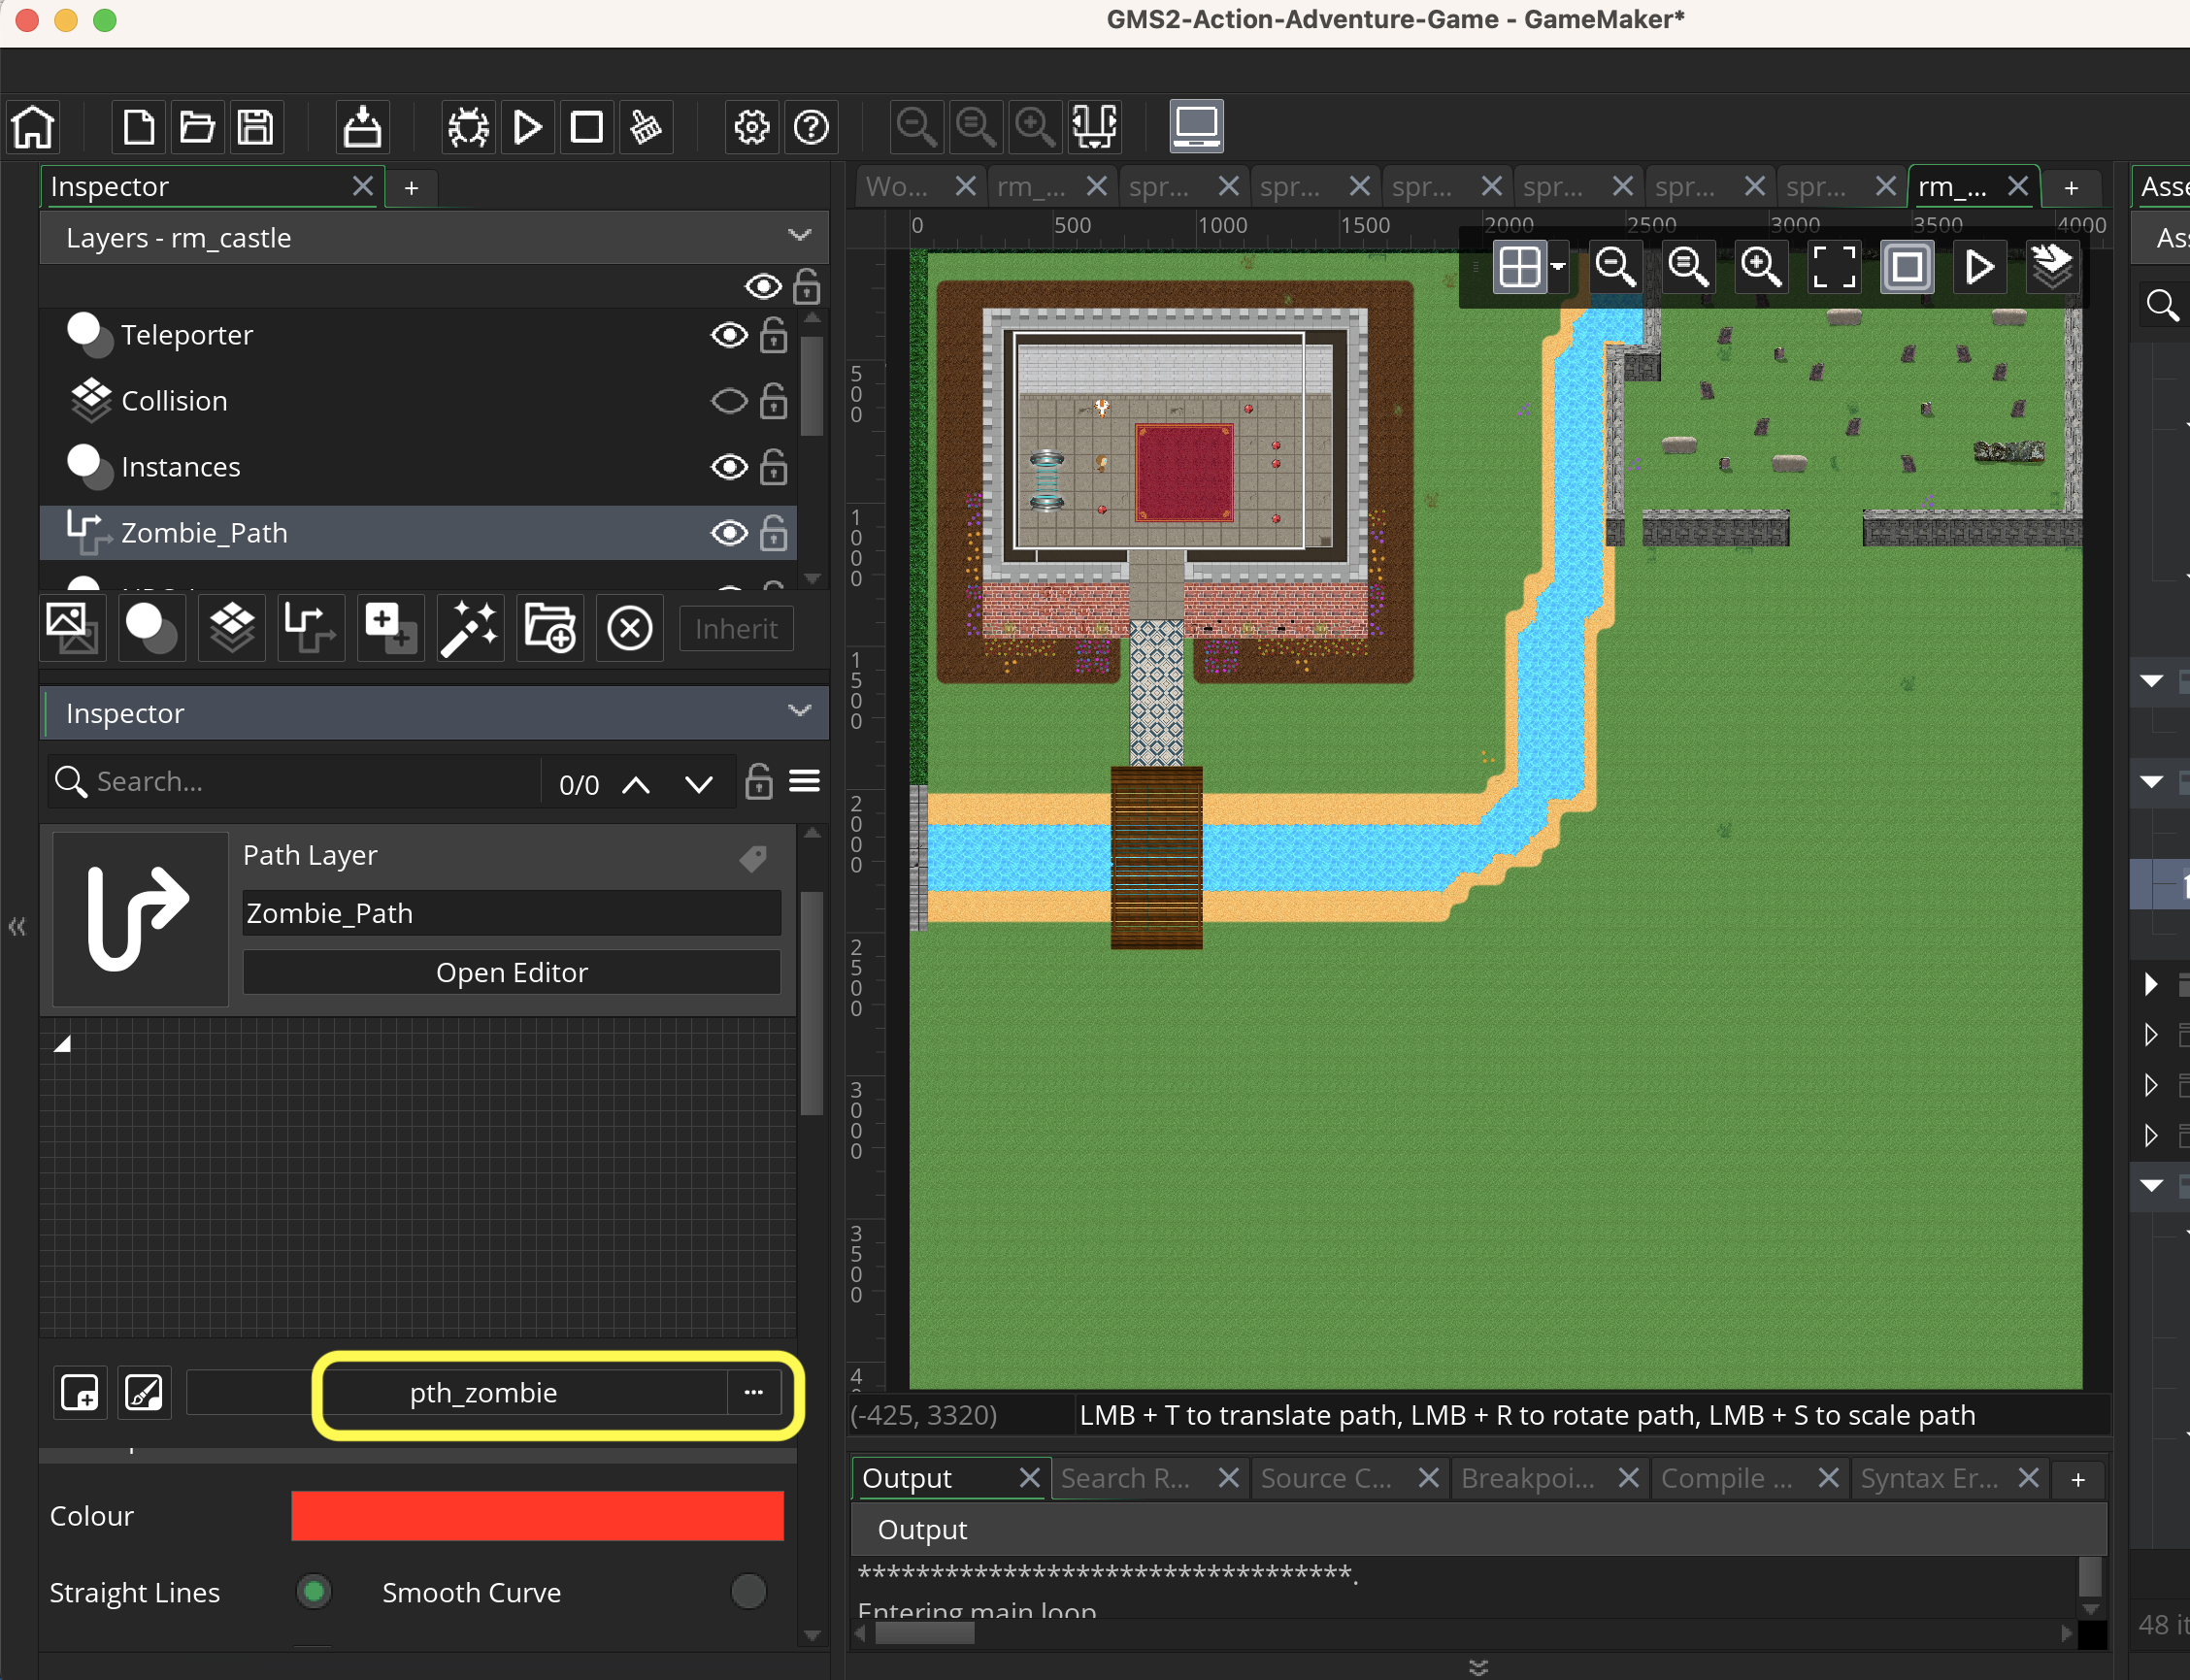 GMS2-Action-Adventure-Game - GameMaker*
Inspector
+
Wo...
rm_...
spr...
spr...
spr...
spr...
spr...
spr...
rm_...
+
Layers - rm_castle
0
500
1000
1500
2000
2500
3000
3500
4000
Teleporter
Collision
Instances
Zombie_Path
Inherit
Inspector
Search...
0/0
Path Layer
Zombie_Path
Open Editor
500
1000
1500
2000
2500
3000
3500
4
pth_zombie
...
(-425, 3320)
LMB + T to translate path, LMB + R to rotate path, LMB + S to scale path
Colour
Straight Lines
Smooth Curve
Output
Search R...
Source C...
Breakpoi...
Compile ...
Syntax Er...
+
Output
**********************************.
Entering main loop
Asse
Ass
48 it